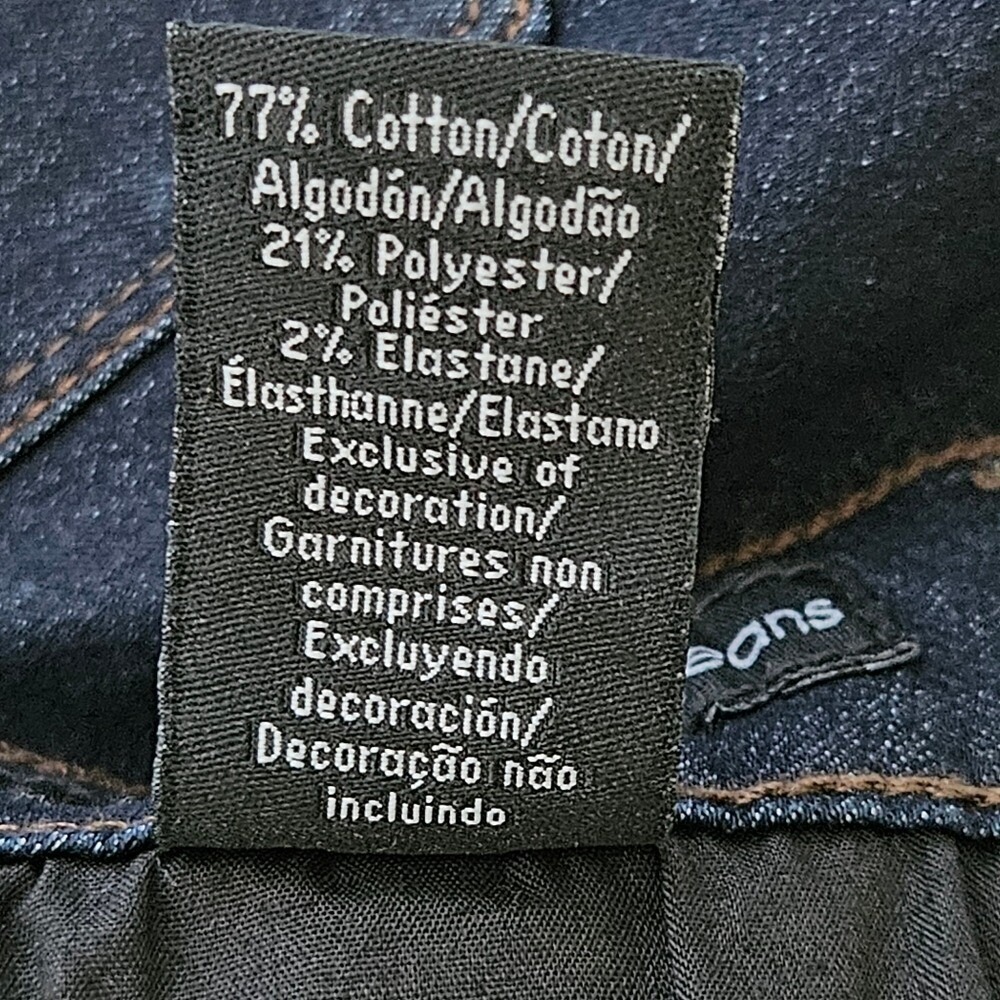 77% Cotton/Coton/
Algodón/Algodão
21% Polyester/
Poliéster
2% Elastane/
Élasthanne/Elastano
Exclusive of
decoration/
Garnitures non
comprises/
Excluyendo
decoración/
Decoração não
incluindo